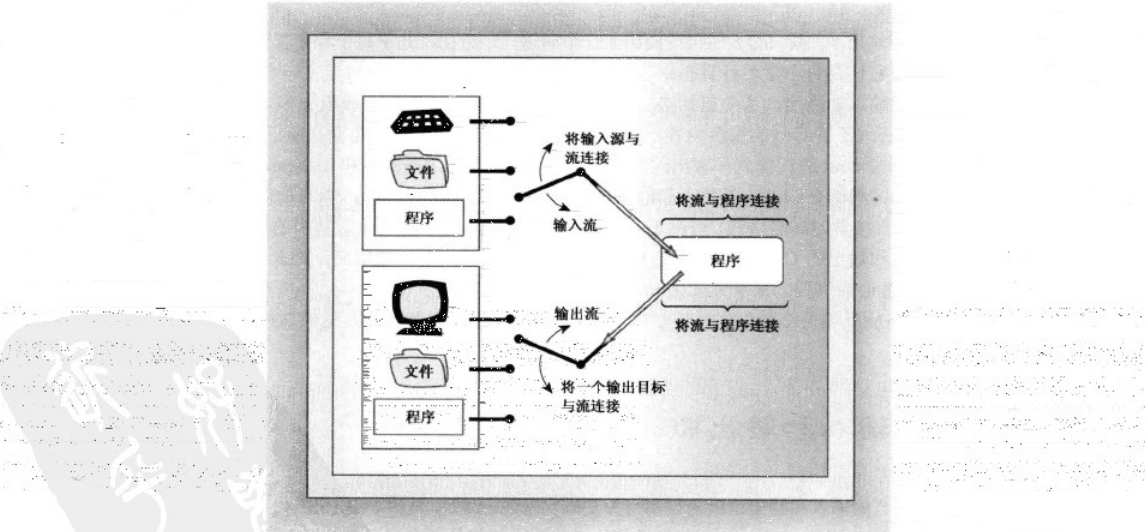 文件
程序
将输入源与
流连接
输入流
将流与程序连接
程序
将流与程序连接
输出流
将一个输出目标
与流连接
文件
程序